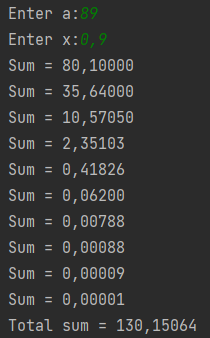 Enter a:89
Enter x:0,9
Sum = 80,10000
Sum = 35,64000
Sum = 10,57050
Sum = 2,35103
Sum = 0,41826
Sum = 0,06200
Sum = 0,00788
Sum = 0,00088
Sum = 0,00009
Sum = 0,00001
Total sum = 130,15064